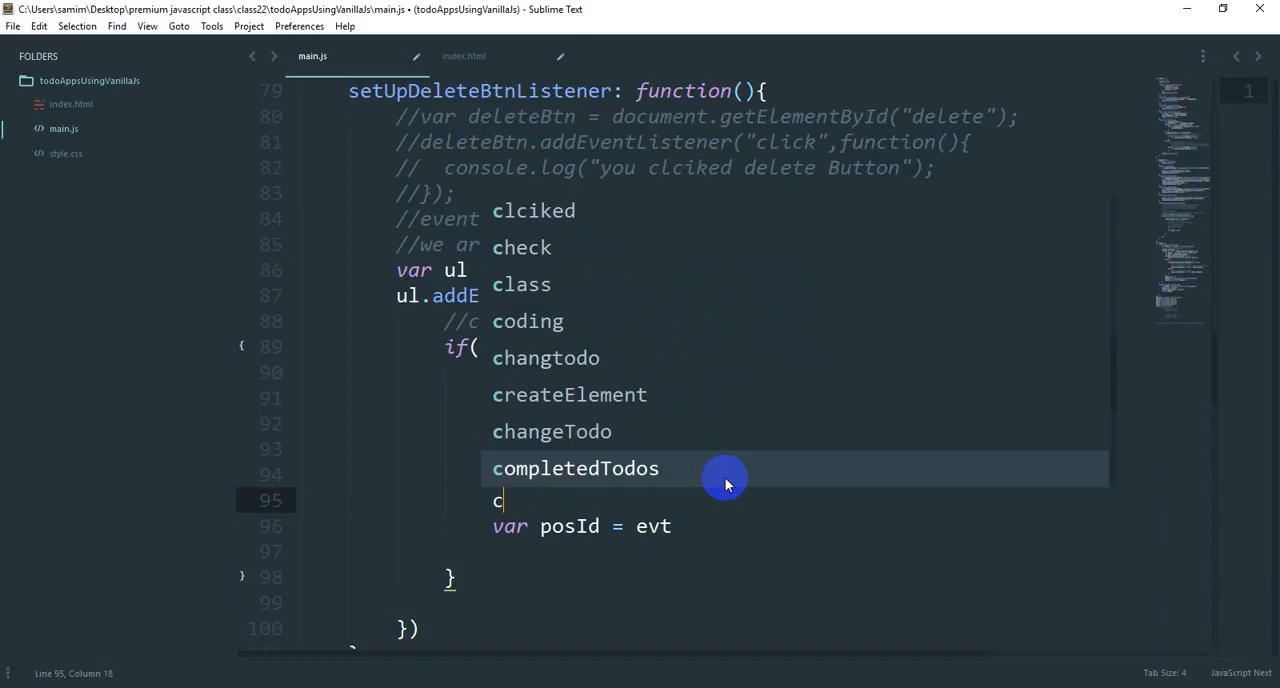 C:\Users\samim\Desktop\premium javascript class\class22\todoAppsUsingVanillaJs\main.js • (todoAppsUsingVanillaJs) - Sublime Text
File Edit Selection Find View Goto Tools Project Preferences Help
FOLDERS
todoAppsUsingVanillaJs
index.html
main.js
style.css
main.js index.html
79 setUpDeleteBtnListener: function(){
80 //var deleteBtn = document.getElementById("delete");
81 //deleteBtn.addEventListener("click",function(){
82 // console.log("you clciked delete Button");
83 //});
84 //event
85 //we ar
86 var ul
87 ul.addE
88 //c
89 { if(
90
91
92
93
94
clciked
check
class
coding
changtodo
createElement
changeTodo
completedTodos
95 c
96 var posId = evt
97
98 } }
99
100 })
1
Line 95, Column 18
Tab Size: 4 JavaScript Next